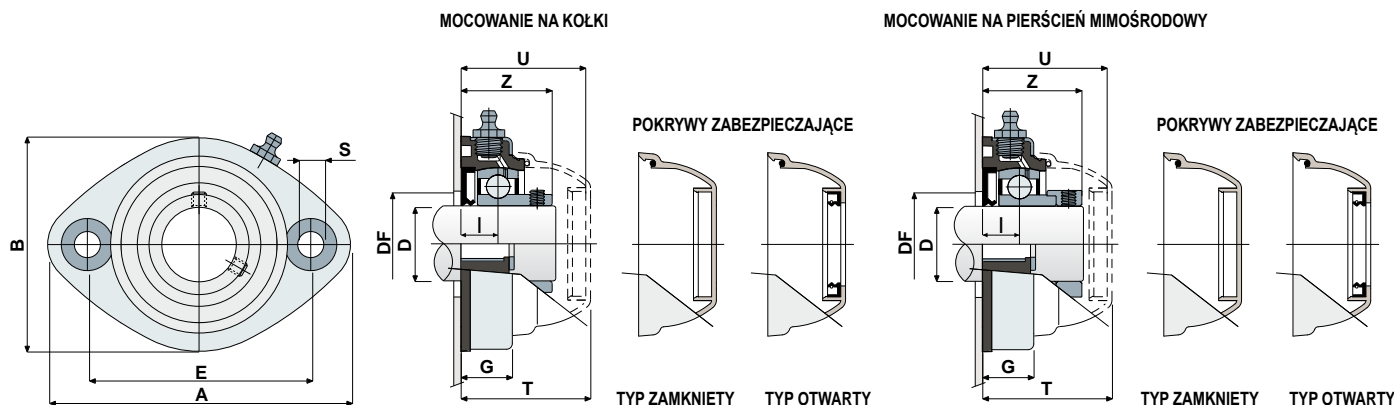 MOCOWANIE NA KOŁKI
MOCOWANIE NA PIERŚCIEŃ MIMOŚRODOWY
U
Z
POKRYWY ZABEZPIECZAJĄCE
U
Z
POKRYWY ZABEZPIECZAJĄCE
S
B
DF
D
I
DF
D
I
E
A
G
T
TYP ZAMKNIETY
TYP OTWARTY
G
T
TYP ZAMKNIETY
TYP OTWARTY